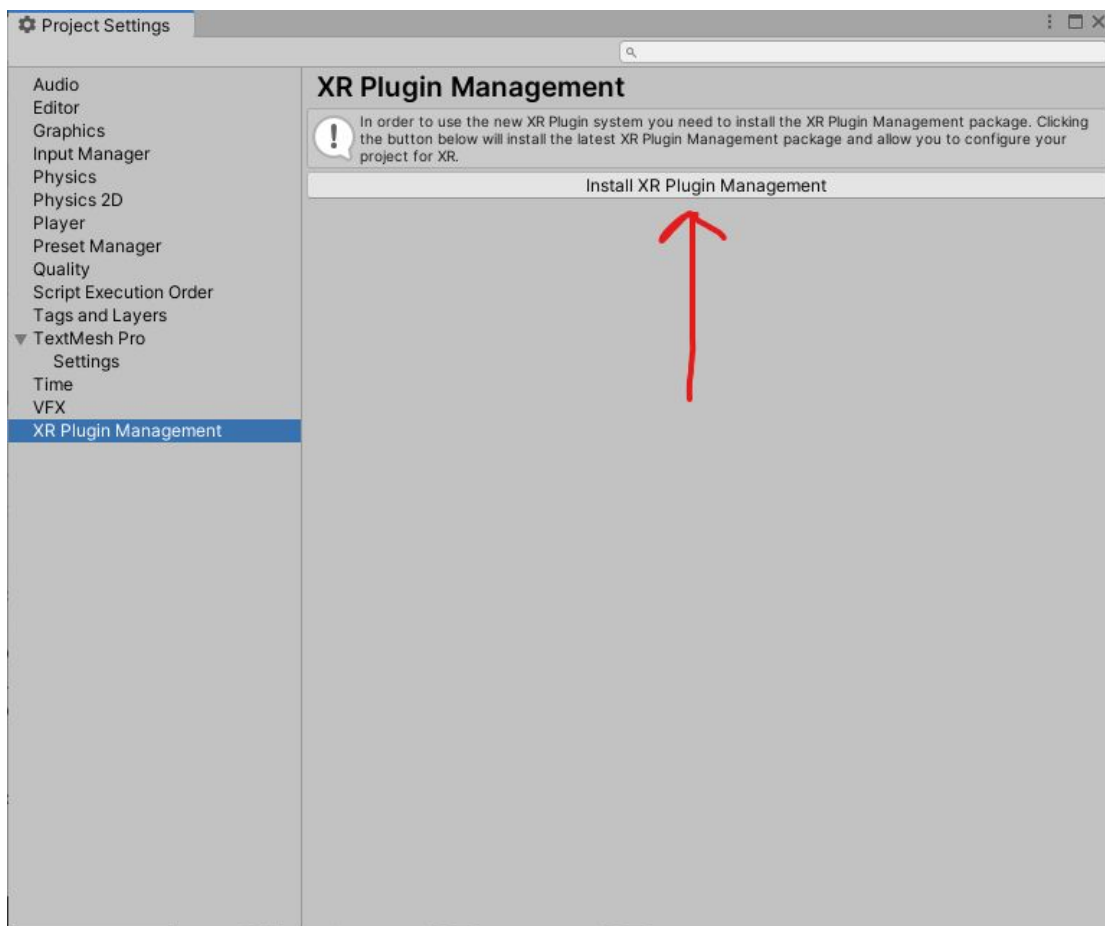 Project Settings
Audio
Editor
Graphics
Input Manager
Physics
Physics 2D
Player
Preset Manager
Quality
Script Execution Order
Tags and Layers
TextMesh Pro
Settings
Time
VFX
XR Plugin Management
XR Plugin Management
In order to use the new XR Plugin system you need to install the XR Plugin Management package. Clicking
the button below will install the latest XR Plugin Management package and allow you to configure your
project for XR.
Install XR Plugin Management